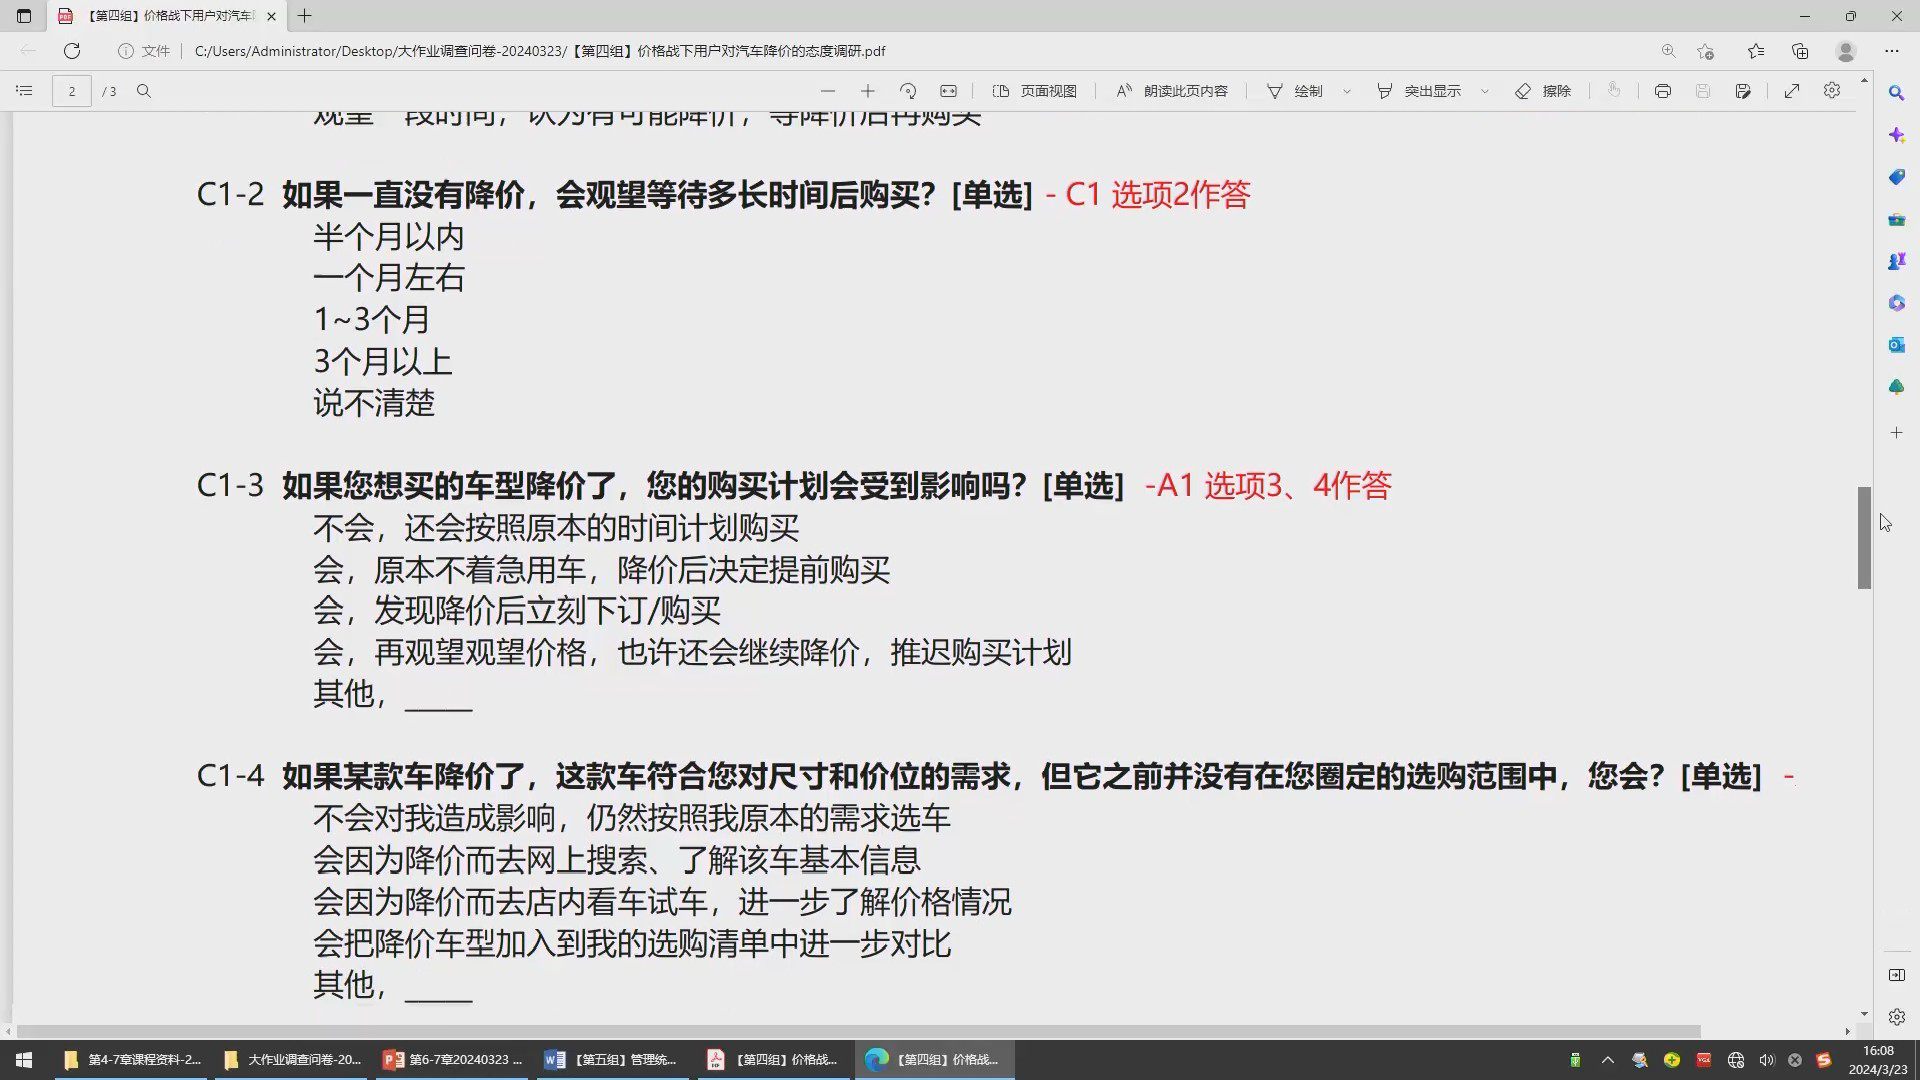 【第四组】价格战下用户对汽车
文件
C:/Users/Administrator/Desktop/大作业调查问卷-20240323/【第四组】价格战下用户对汽车降价的态度调研.pdf
2 / 3
页面视图
朗读此页内容
绘制
突出显示
擦除
观望一段时间，认为有可能降价，等降价后再购买
C1-2 如果一直没有降价，会观望等待多长时间后购买？[单选] - C1 选项2作答
半个月以内
一个月左右
1~3个月
3个月以上
说不清楚
C1-3 如果您想买的车型降价了，您的购买计划会受到影响吗？[单选] -A1 选项3、4作答
不会，还会按照原本的时间计划购买
会，原本不着急用车，降价后决定提前购买
会，发现降价后立刻下订/购买
会，再观望观望价格，也许还会继续降价，推迟购买计划
其他，_____
C1-4 如果某款车降价了，这款车符合您对尺寸和价位的需求，但它之前并没有在您圈定的选购范围中，您会？[单选] -
不会对我造成影响，仍然按照我原本的需求选车
会因为降价而去网上搜索、了解该车基本信息
会因为降价而去店内看车试车，进一步了解价格情况
会把降价车型加入到我的选购清单中进一步对比
其他，_____
第4-7章课程资料-2...
大作业调查问卷-20...
第6-7章20240323 ...
【第五组】管理统...
【第四组】价格战...
【第四组】价格战...
16:08
2024/3/23